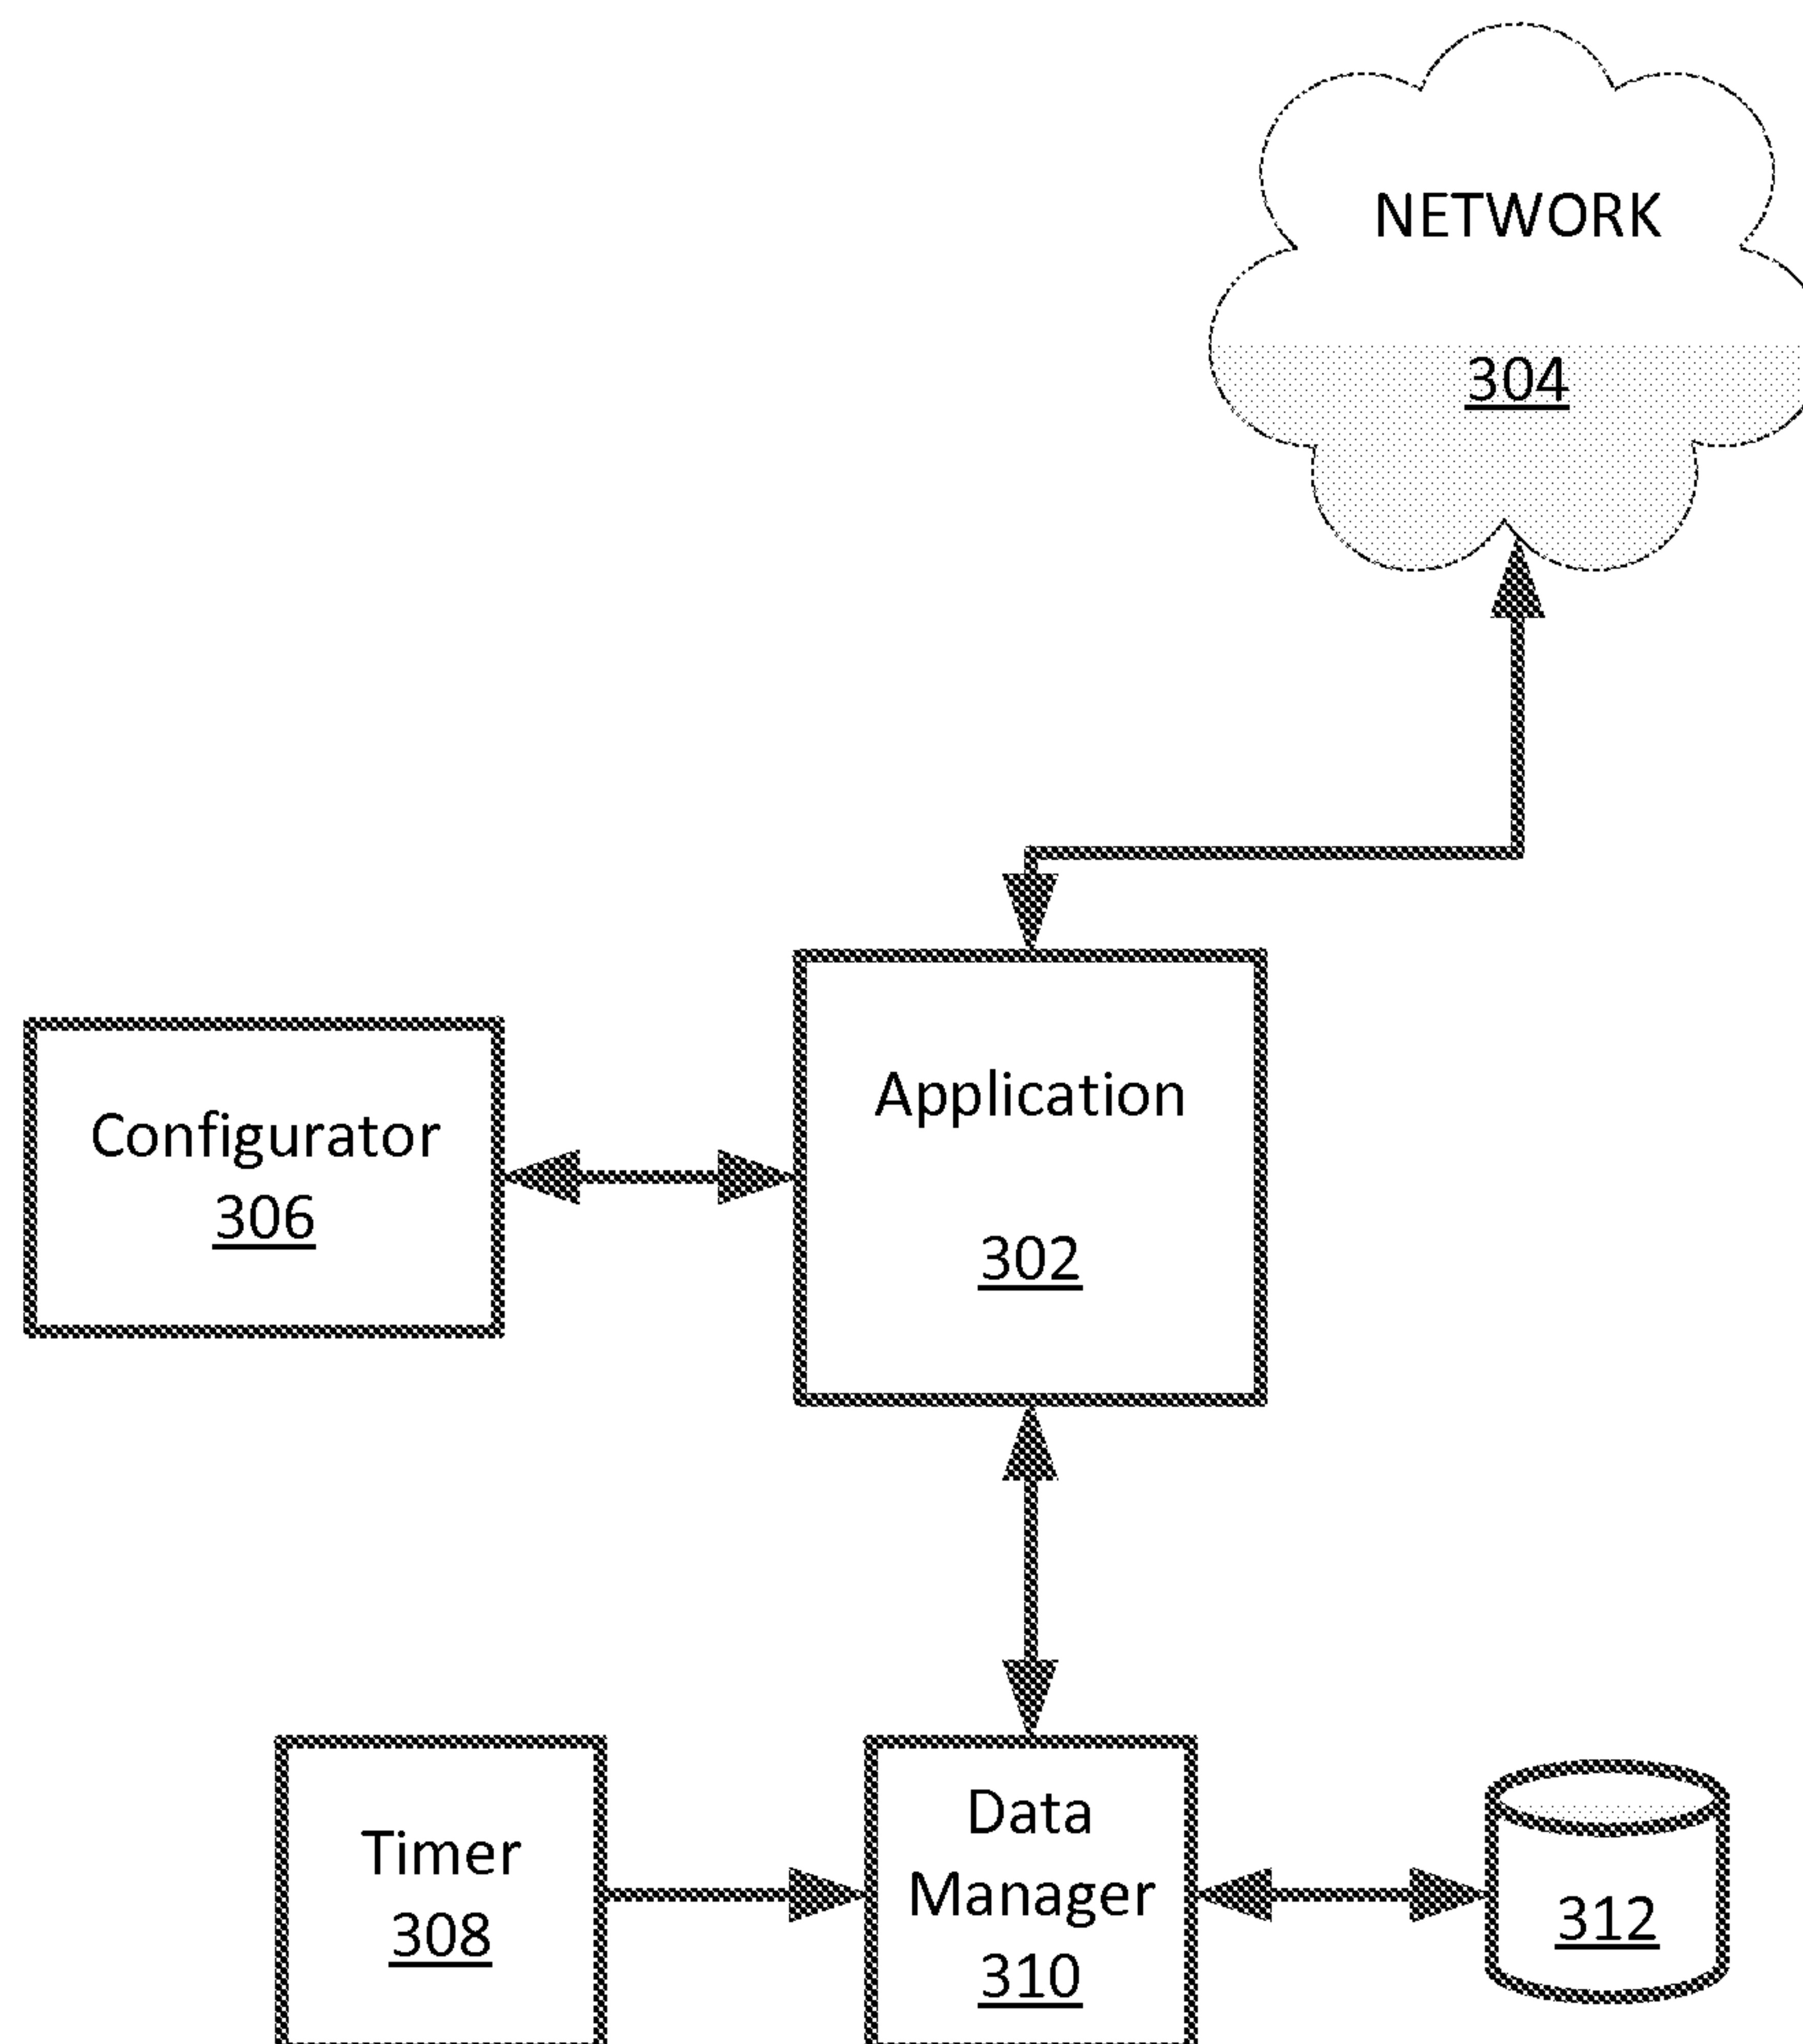 NETWORK
304
Configurator
306
Application
302
Timer
308
Data
Manager
310
312